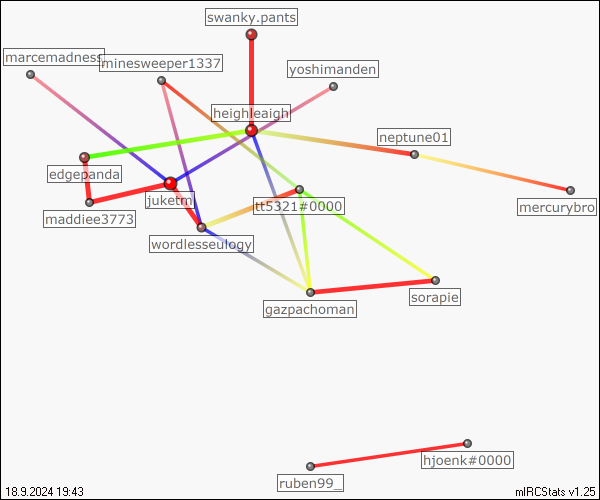 swanky.pants
marcemadness
minesweeper1337
yoshimanden
heighleaigh
neptune01
edgepanda
juketm
tt5321#0000
mercurybro
maddiee3773
wordlesseulogy
sorapie
gazpachoman
hjoenk#0000
ruben99_
18.9.2024 19:43
mIRCStats v1.25